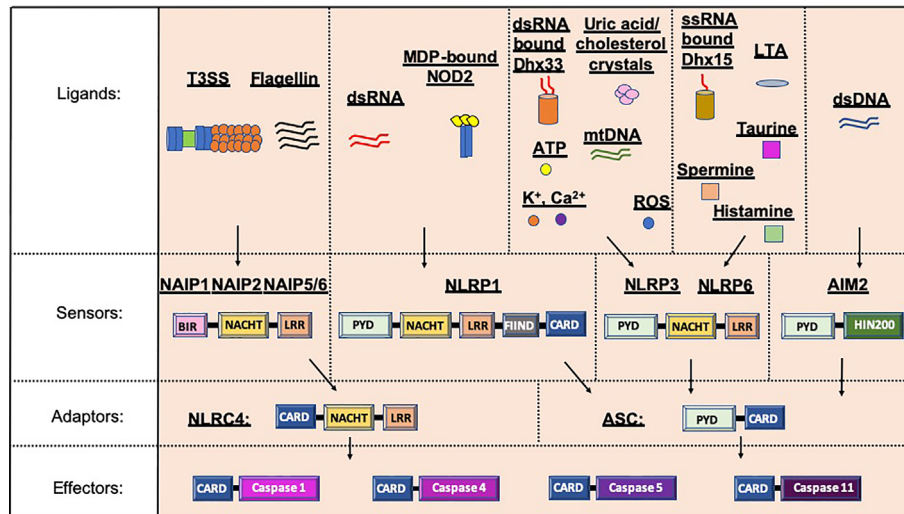 Ligands:
T3SS
Flagellin
dsRNA
MDP-bound
NOD2
dsRNA
bound
Dhx33
Uric acid/
cholesterol
crystals
ATP
mtDNA
K⁺, Ca²⁺
ROS
ssRNA
bound
Dhx15
LTA
Taurine
Spermine
Histamine
dsDNA
Sensors:
NAIP1 NAIP2 NAIP5/6
BIR NACHT LRR
NLRP1
PYD NACHT LRR FIIND CARD
NLRP3 NLRP6
PYD NACHT LRR
AIM2
PYD HIN200
Adaptors:
NLRC4: CARD NACHT LRR
ASC: PYD CARD
Effectors:
CARD Caspase 1
CARD Caspase 4
CARD Caspase 5
CARD Caspase 11